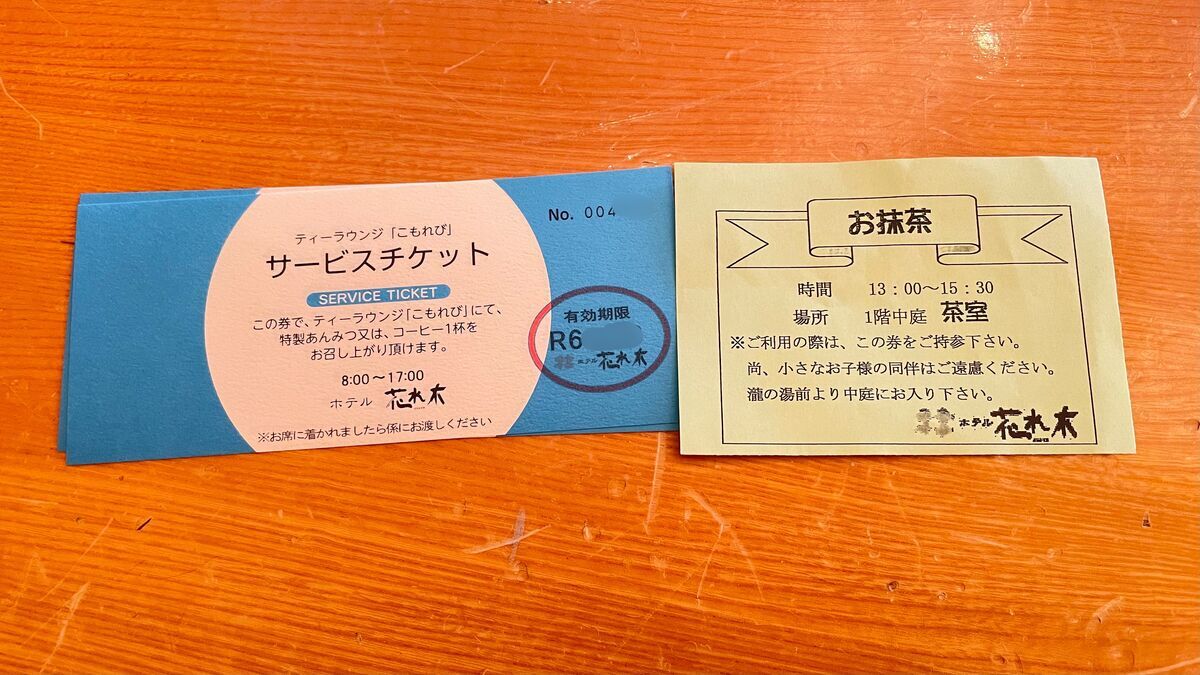 ティーラウンジ「こもれび」
サービスチケット
SERVICE TICKET
この券で、ティーラウンジ「こもれび」にて、
特製あんみつ又は、コーヒー1杯を
お召し上がり頂けます。
8:00～17:00
ホテル 花れ木
※お席に着かれましたら係にお渡しください
No. 004
有効期限
R6
ホテル 花れ木
お抹茶
時間 13：00～15：30
場所 1階中庭 茶室
※ご利用の際は、この券をご持参下さい。
尚、小さなお子様の同伴はご遠慮ください。
瀧の湯前より中庭にお入り下さい。
ホテル 花れ木